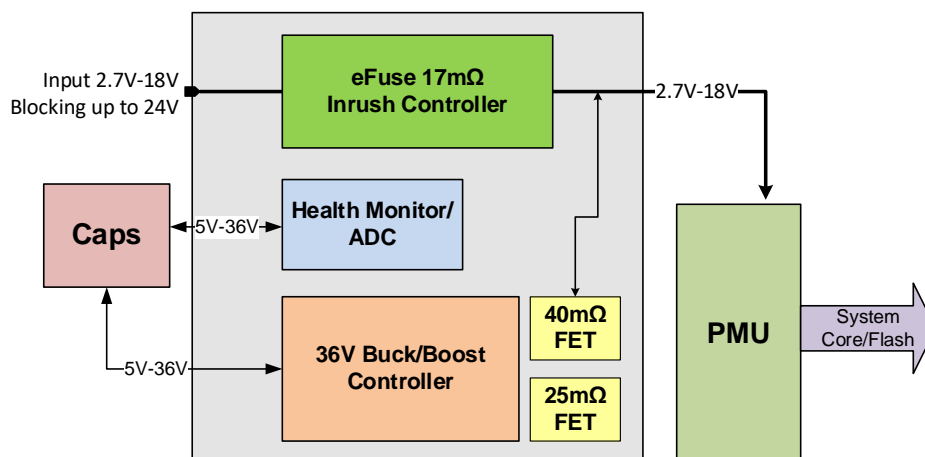 Input 2.7V-18V
Blocking up to 24V
eFuse 17mΩ
Inrush Controller
2.7V-18V
Caps
5V-36V
Health Monitor/
ADC
5V-36V
36V Buck/Boost
Controller
40mΩ
FET
25mΩ
FET
PMU
System
Core/Flash